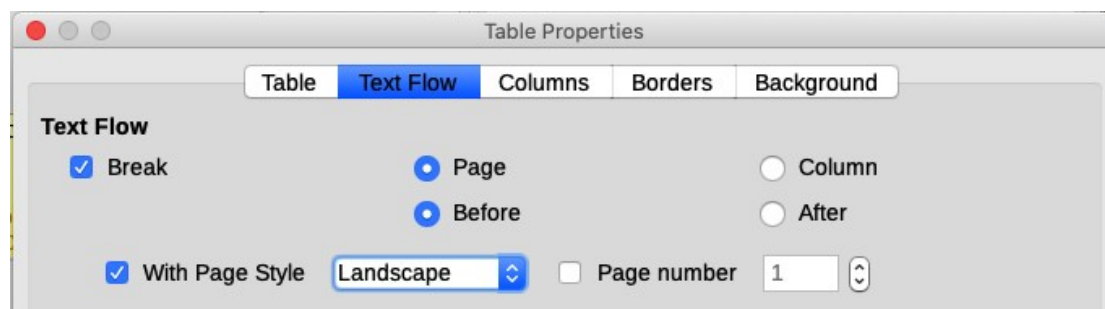 Table Properties
Table Text Flow Columns Borders Background
Text Flow
Break Page Column
Before After
With Page Style Landscape Page number 1